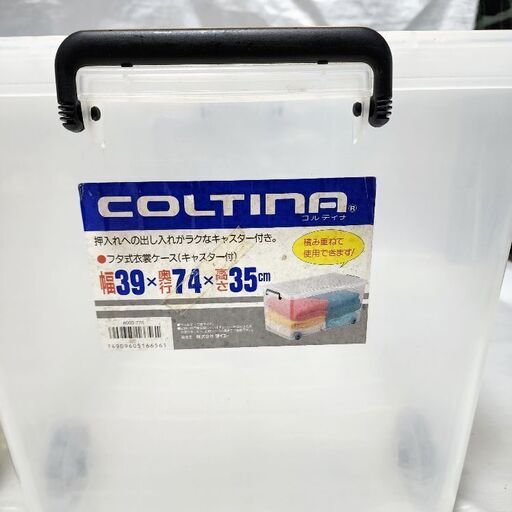 COLTINA®
コルティナ
押入れへの出し入れがラクなキャスター付き。
積み重ねて
使用できます!
●フタ式衣裳ケース(キャスター付)
幅39×奥行74×高さ35cm